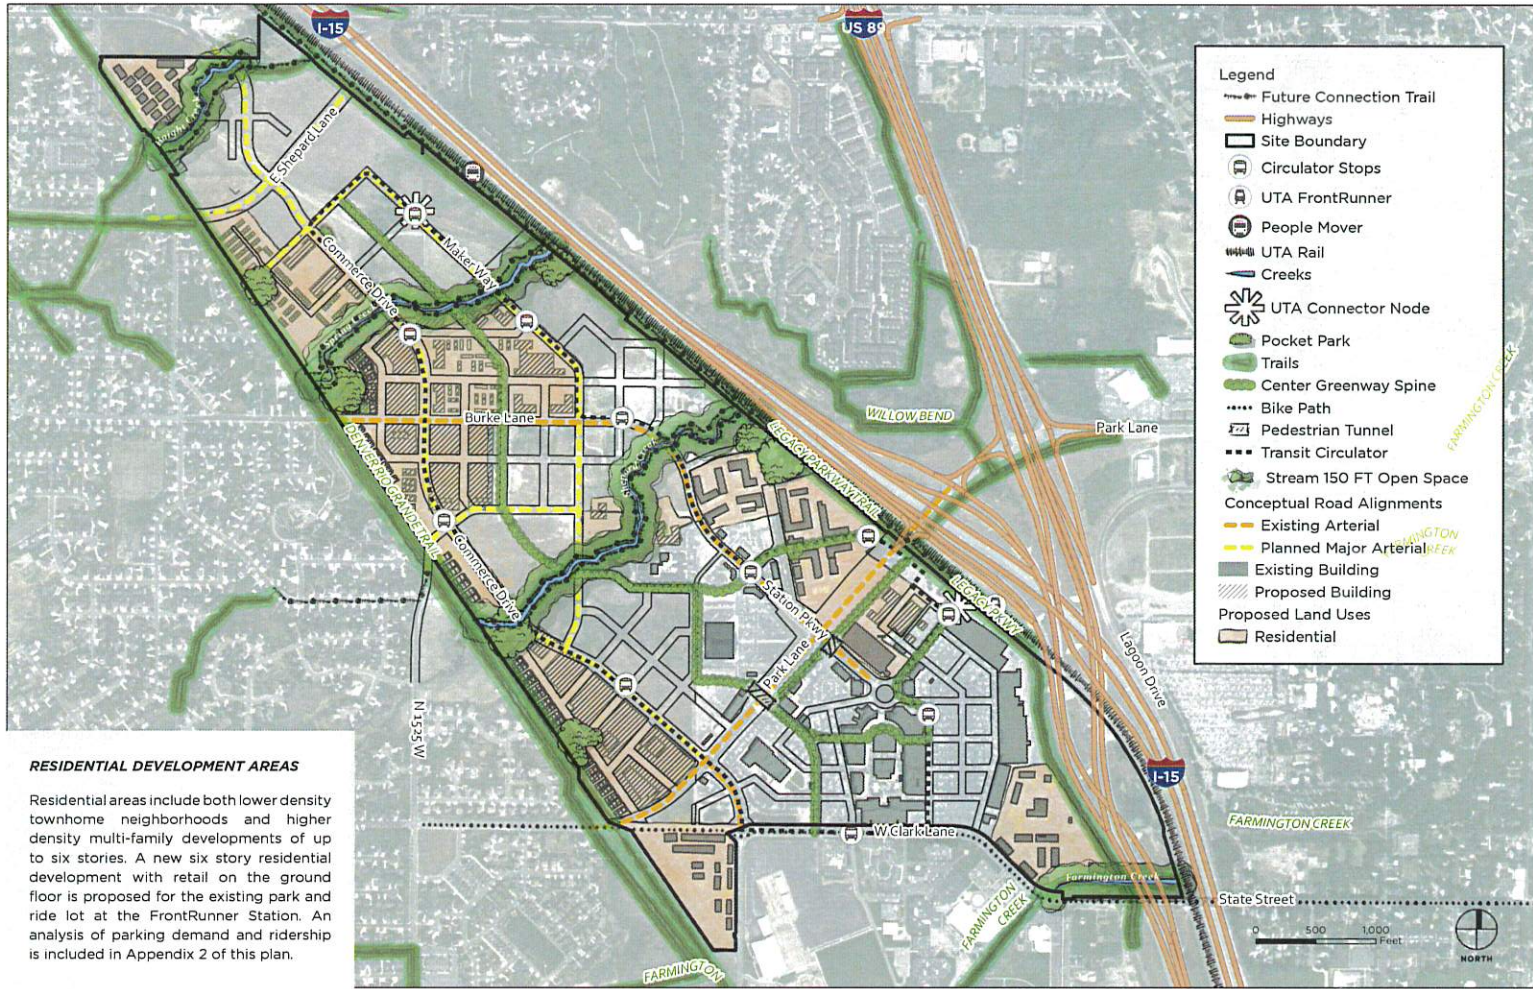 I-15
US 89
Legend
Future Connection Trail
Highways
Site Boundary
Circulator Stops
UTA FrontRunner
People Mover
UTA Rail
Creeks
UTA Connector Node
Pocket Park
Trails
Center Greenway Spine
Bike Path
Pedestrian Tunnel
Transit Circulator
Stream 150 FT Open Space
Conceptual Road Alignments
Existing Arterial
Planned Major Arterial
Existing Building
Proposed Building
Proposed Land Uses
Residential
FARMINGTON CREEK
FARMINGTON
CREEK
E Shepard Lane
Commerce Drive
Maker Way
Burke Lane
WILLOW BEND
Park Lane
LEGACY PARKWAY TRAIL
DENVER RIO GRANDE TRAIL
Commerce Drive
Station Pkwy
LEGACY PKWY
Park Lane
Lagoon Drive
N 1525 W
I-15
W Clark Lane
FARMINGTON CREEK
Farmington Creek
State Street
FARMINGTON
CREEK
FARMINGTON
0 500 1,000
Feet
NORTH
RESIDENTIAL DEVELOPMENT AREAS
Residential areas include both lower density
townhome neighborhoods and higher
density multi-family developments of up
to six stories. A new six story residential
development with retail on the ground
floor is proposed for the existing park and
ride lot at the FrontRunner Station. An
analysis of parking demand and ridership
is included in Appendix 2 of this plan.